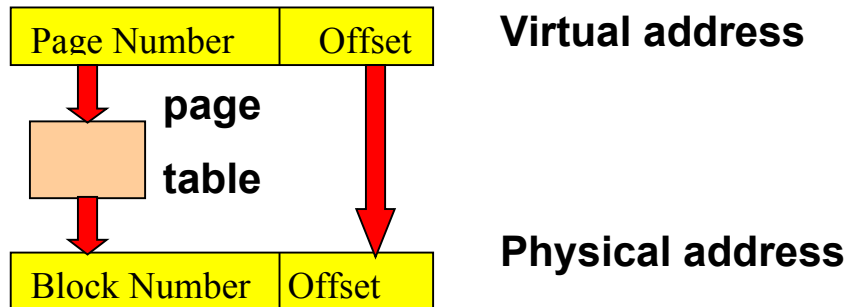 Page Number Offset Virtual address
page
table
Physical address
Block Number Offset